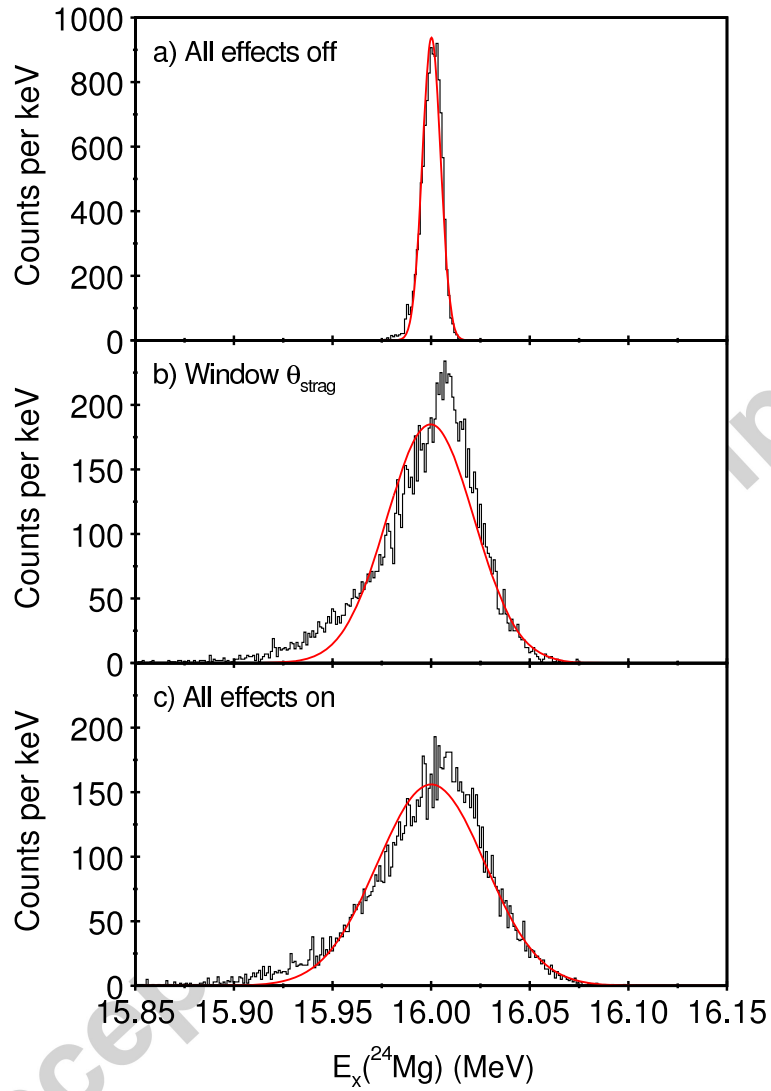 1000
a) All effects off
800
600
400
200
0
Counts per keV
b) Window θstrag
200
150
100
50
0
Counts per keV
c) All effects on
200
150
100
50
0
Counts per keV
15.85 15.90 15.95 16.00 16.05 16.10 16.15
Ex(24Mg) (MeV)